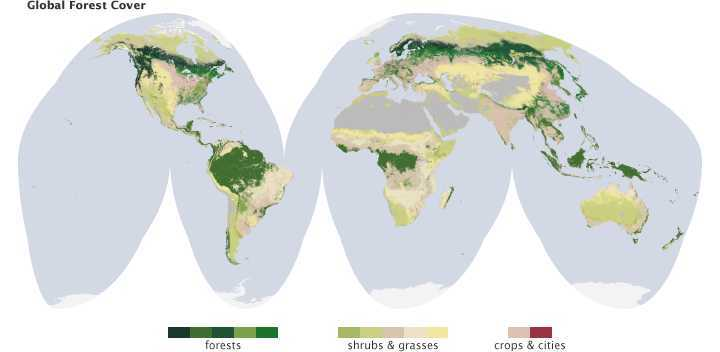 Global Forest Cover
forests
shrubs & grasses
crops & cities